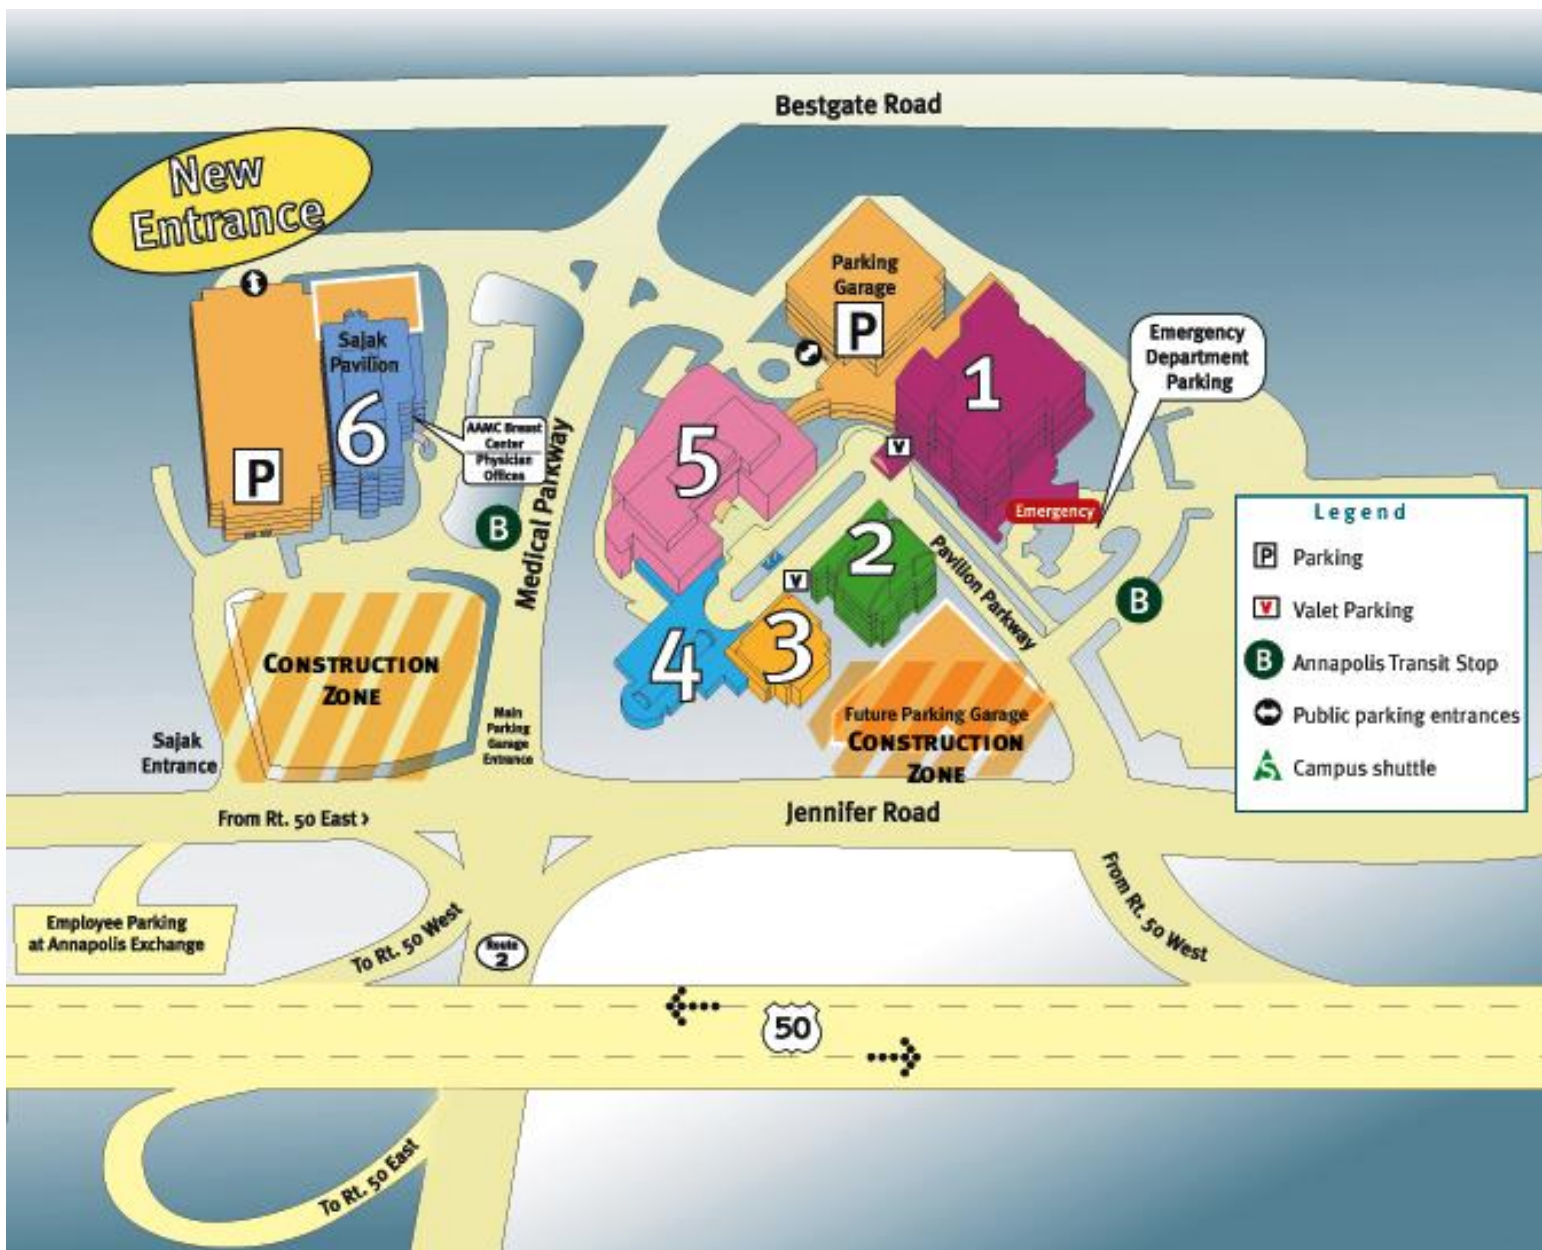 Bestgate Road
New
Entrance
Parking
Garage
P
Sajak
Pavilion
6
P
AAMC Breast
Center
Physician
Offices
B
Medical Parkway
5
1
V
Emergency
Department
Parking
Emergency
2
V
3
4
Pavilion Parkway
B
Legend
P Parking
V Valet Parking
B Annapolis Transit Stop
Public parking entrances
S Campus shuttle
CONSTRUCTION
ZONE
Sajak
Entrance
Main
Parking
Garage
Entrance
Future Parking Garage
CONSTRUCTION
ZONE
From Rt. 50 East >
Jennifer Road
From Rt. 50 West
Employee Parking
at Annapolis Exchange
To Rt. 50 West
Route
2
50
To Rt. 50 East